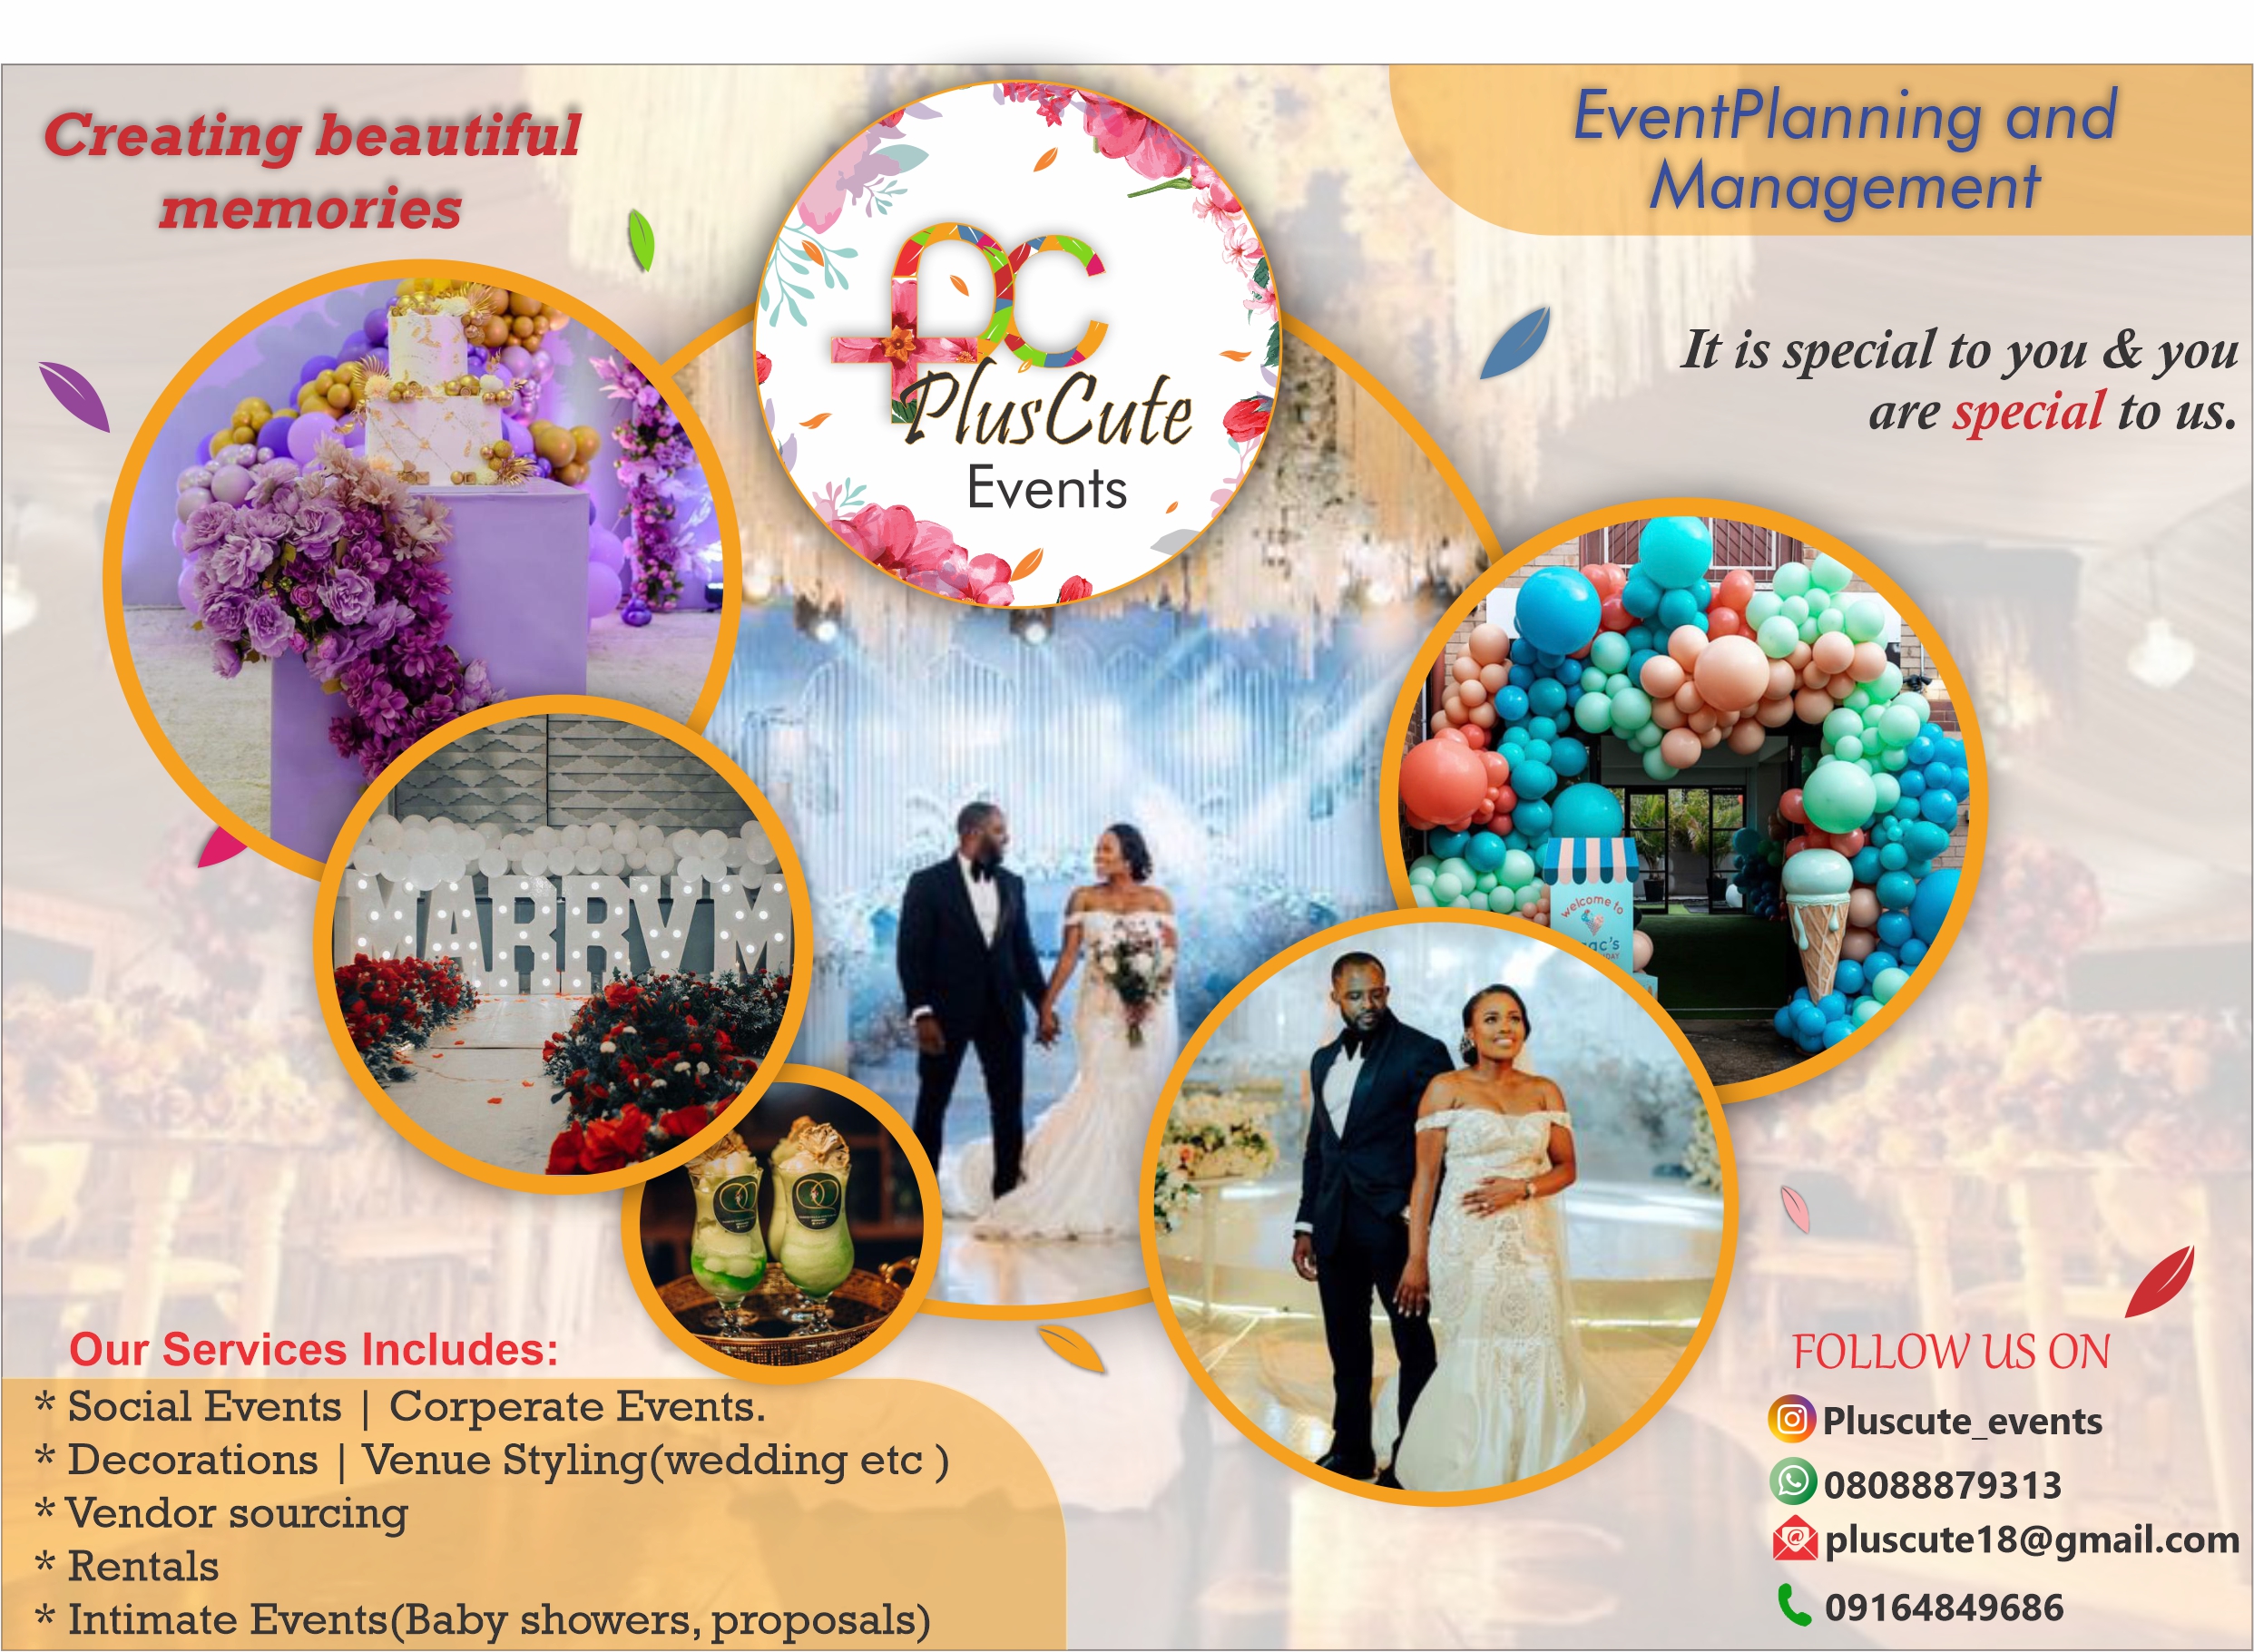 Creating beautiful
memories
PC
PlusCute
Events
EventPlanning and
Management
It is special to you & you
are special to us.
MARRY M
welcome to
Our Services Includes:
* Social Events | Corperate Events.
* Decorations | Venue Styling(wedding etc )
* Vendor sourcing
* Rentals
* Intimate Events(Baby showers, proposals)
FOLLOW US ON
Pluscute_events
08088879313
pluscute18@gmail.com
09164849686